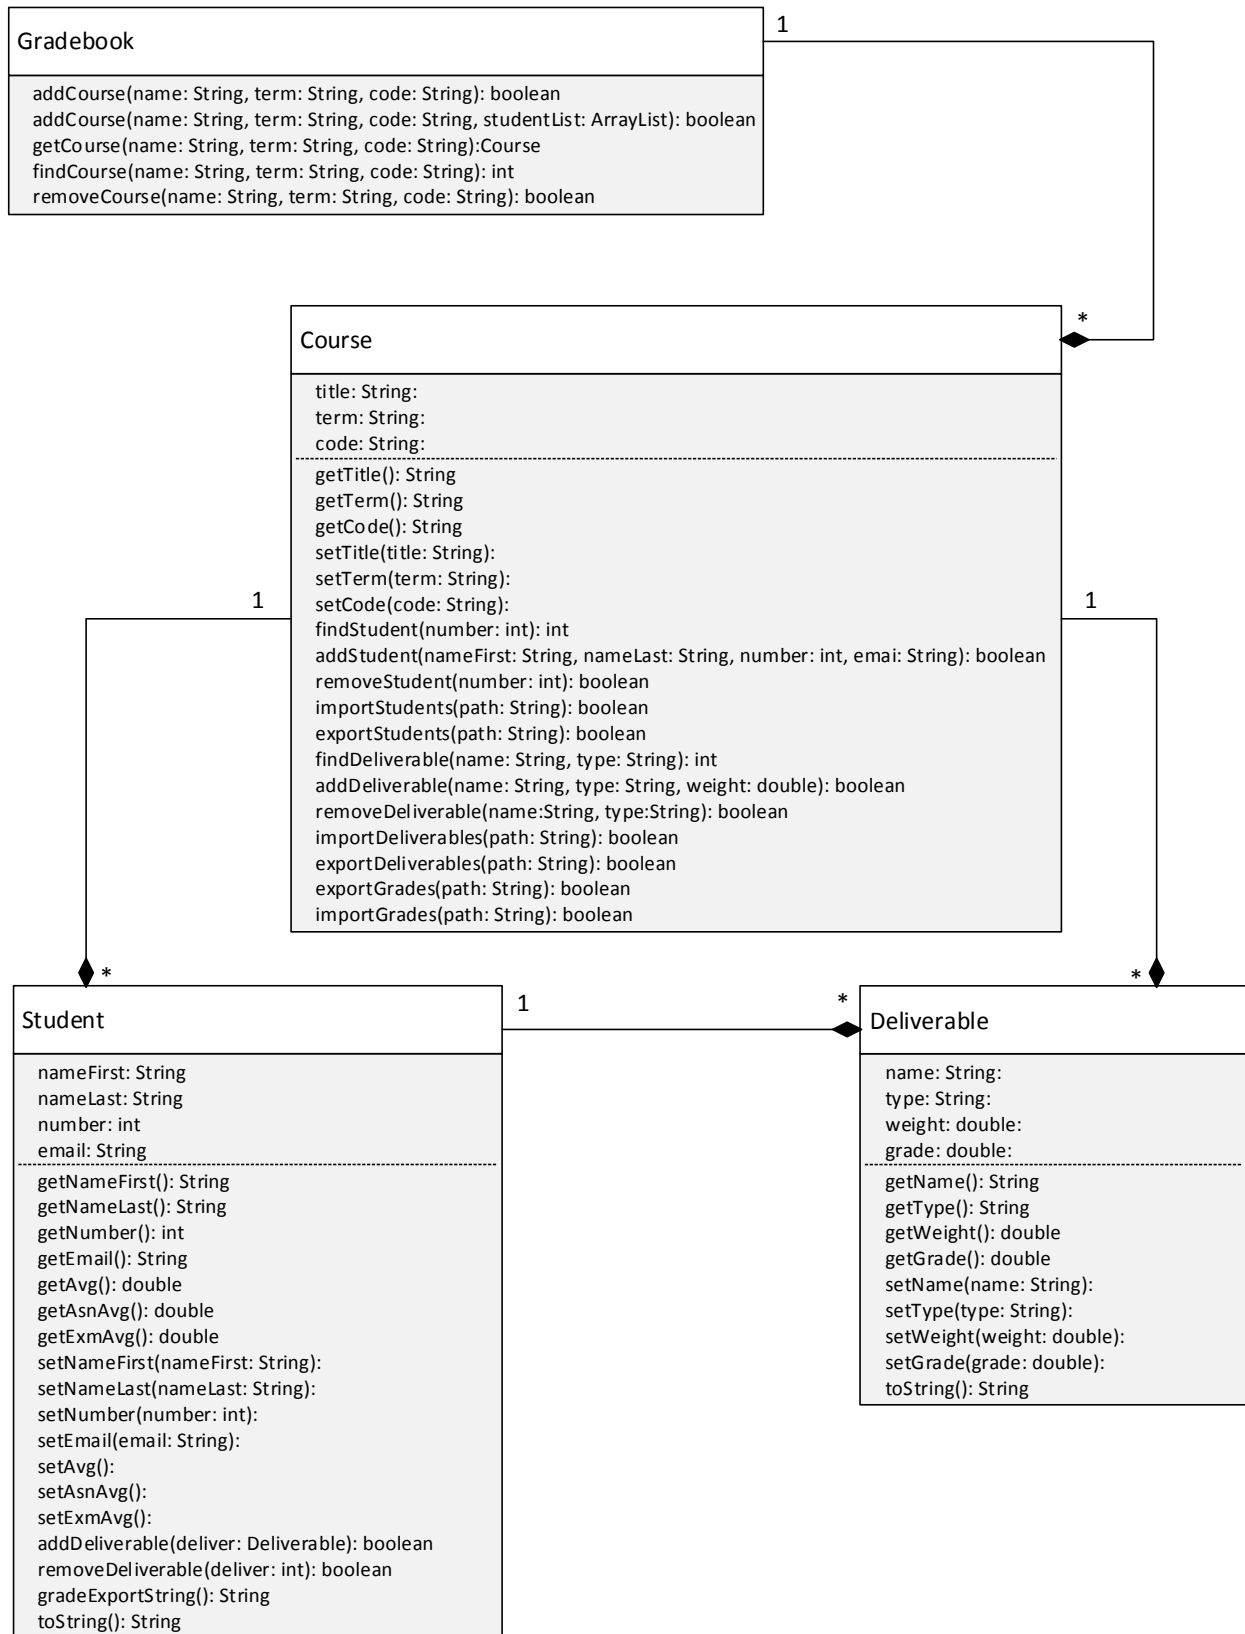 Gradebook
1
addCourse(name: String, term: String, code: String): boolean
addCourse(name: String, term: String, code: String, studentList: ArrayList): boolean
getCourse(name: String, term: String, code: String):Course
findCourse(name: String, term: String, code: String): int
removeCourse(name: String, term: String, code: String): boolean
*
Course
title: String:
term: String:
code: String:
getTitle(): String
getTerm(): String
getCode(): String
setTitle(title: String):
setTerm(term: String):
setCode(code: String):
findStudent(number: int): int
addStudent(nameFirst: String, nameLast: String, number: int, emai: String): boolean
removeStudent(number: int): boolean
importStudents(path: String): boolean
exportStudents(path: String): boolean
findDeliverable(name: String, type: String): int
addDeliverable(name: String, type: String, weight: double): boolean
removeDeliverable(name:String, type:String): boolean
importDeliverables(path: String): boolean
exportDeliverables(path: String): boolean
exportGrades(path: String): boolean
importGrades(path: String): boolean
1
1
*
*
Student
1
*
nameFirst: String
nameLast: String
number: int
email: String
getNameFirst(): String
getNameLast(): String
getNumber(): int
getEmail(): String
getAvg(): double
getAsnAvg(): double
getExmAvg(): double
setNameFirst(nameFirst: String):
setNameLast(nameLast: String):
setNumber(number: int):
setEmail(email: String):
setAvg():
setAsnAvg():
setExmAvg():
addDeliverable(deliver: Deliverable): boolean
removeDeliverable(deliver: int): boolean
gradeExportString(): String
toString(): String
Deliverable
name: String:
type: String:
weight: double:
grade: double:
getName(): String
getType(): String
getWeight(): double
getGrade(): double
setName(name: String):
setType(type: String):
setWeight(weight: double):
setGrade(grade: double):
toString(): String